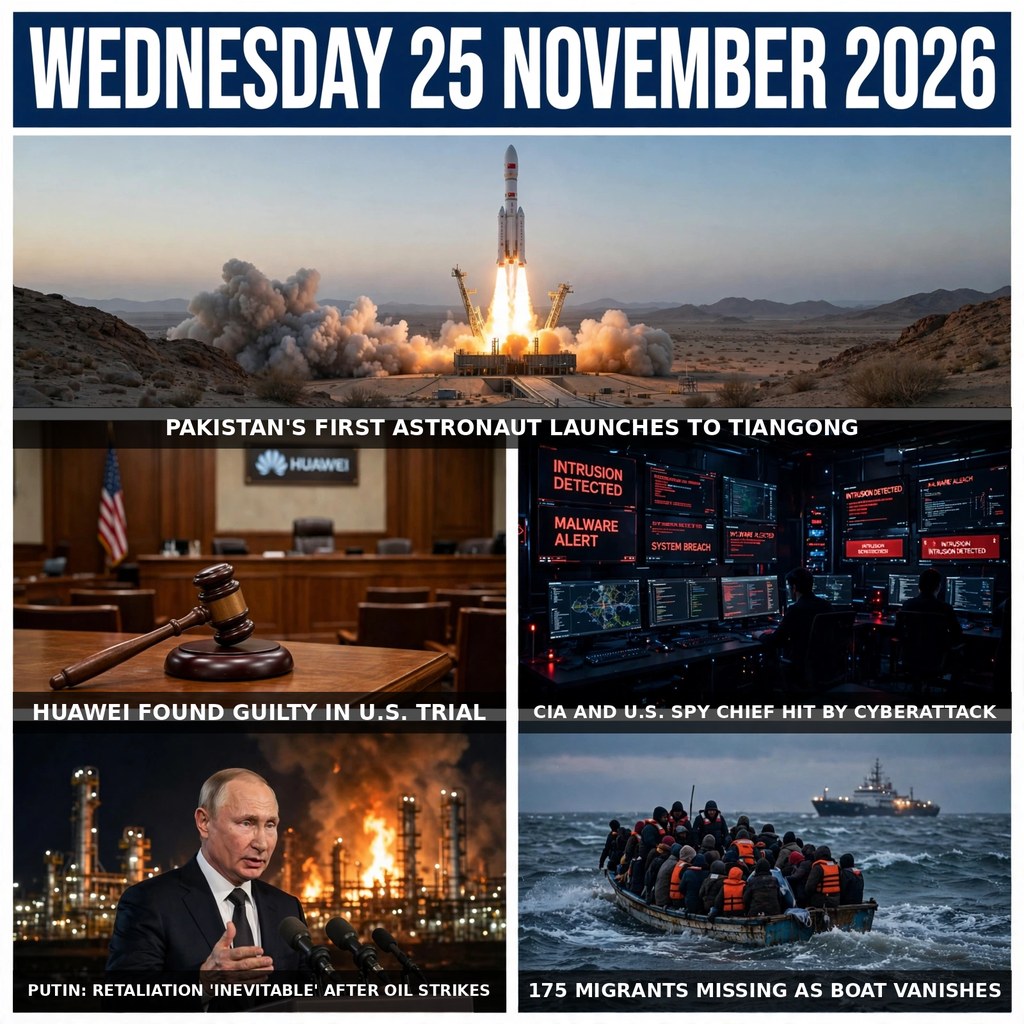 WEDNESDAY 25 NOVEMBER 2026
PAKISTAN'S FIRST ASTRONAUT LAUNCHES TO TIANGONG
HUAWEI
HUAWEI FOUND GUILTY IN U.S. TRIAL
INTRUSION
DETECTED
MALWARE
ALERT
SYSTEM BREACH
INTRUSION DETECTED
INTRUSION DETECTED
CIA AND U.S. SPY CHIEF HIT BY CYBERATTACK
PUTIN: RETALIATION 'INEVITABLE' AFTER OIL STRIKES
175 MIGRANTS MISSING AS BOAT VANISHES